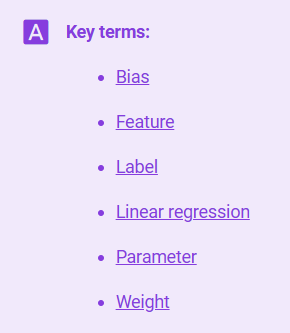 A Key terms:
Bias
Feature
Label
Linear regression
Parameter
Weight